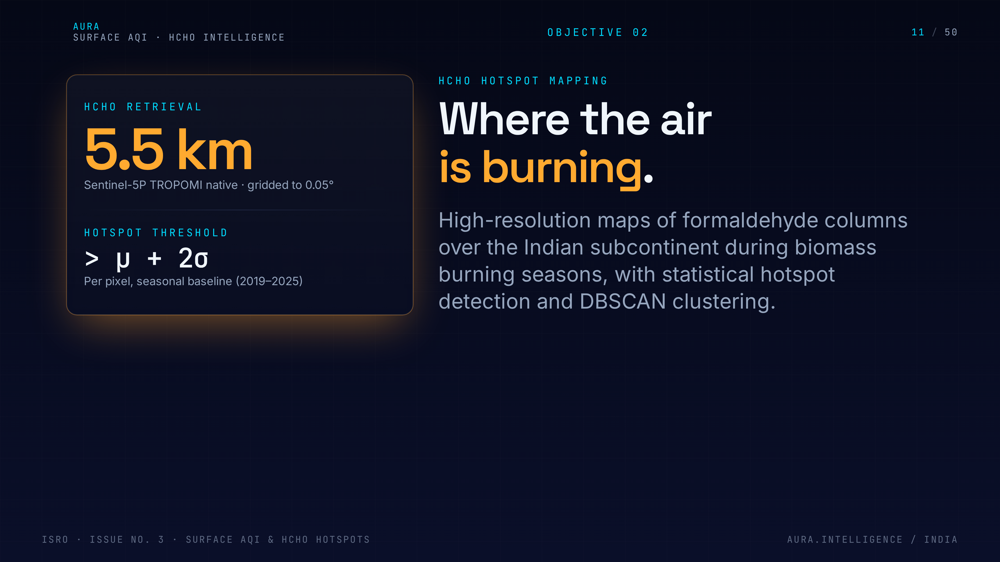 AURA
SURFACE AQI · HCHO INTELLIGENCE
OBJECTIVE 02
11 / 50
HCHO RETRIEVAL
5.5 km
Sentinel-5P TROPOMI native · gridded to 0.05°
HOTSPOT THRESHOLD
> μ + 2σ
Per pixel, seasonal baseline (2019–2025)
HCHO HOTSPOT MAPPING
Where the air
is burning.
High-resolution maps of formaldehyde columns
over the Indian subcontinent during biomass
burning seasons, with statistical hotspot
detection and DBSCAN clustering.
ISRO · ISSUE NO. 3 · SURFACE AQI & HCHO HOTSPOTS
AURA.INTELLIGENCE / INDIA